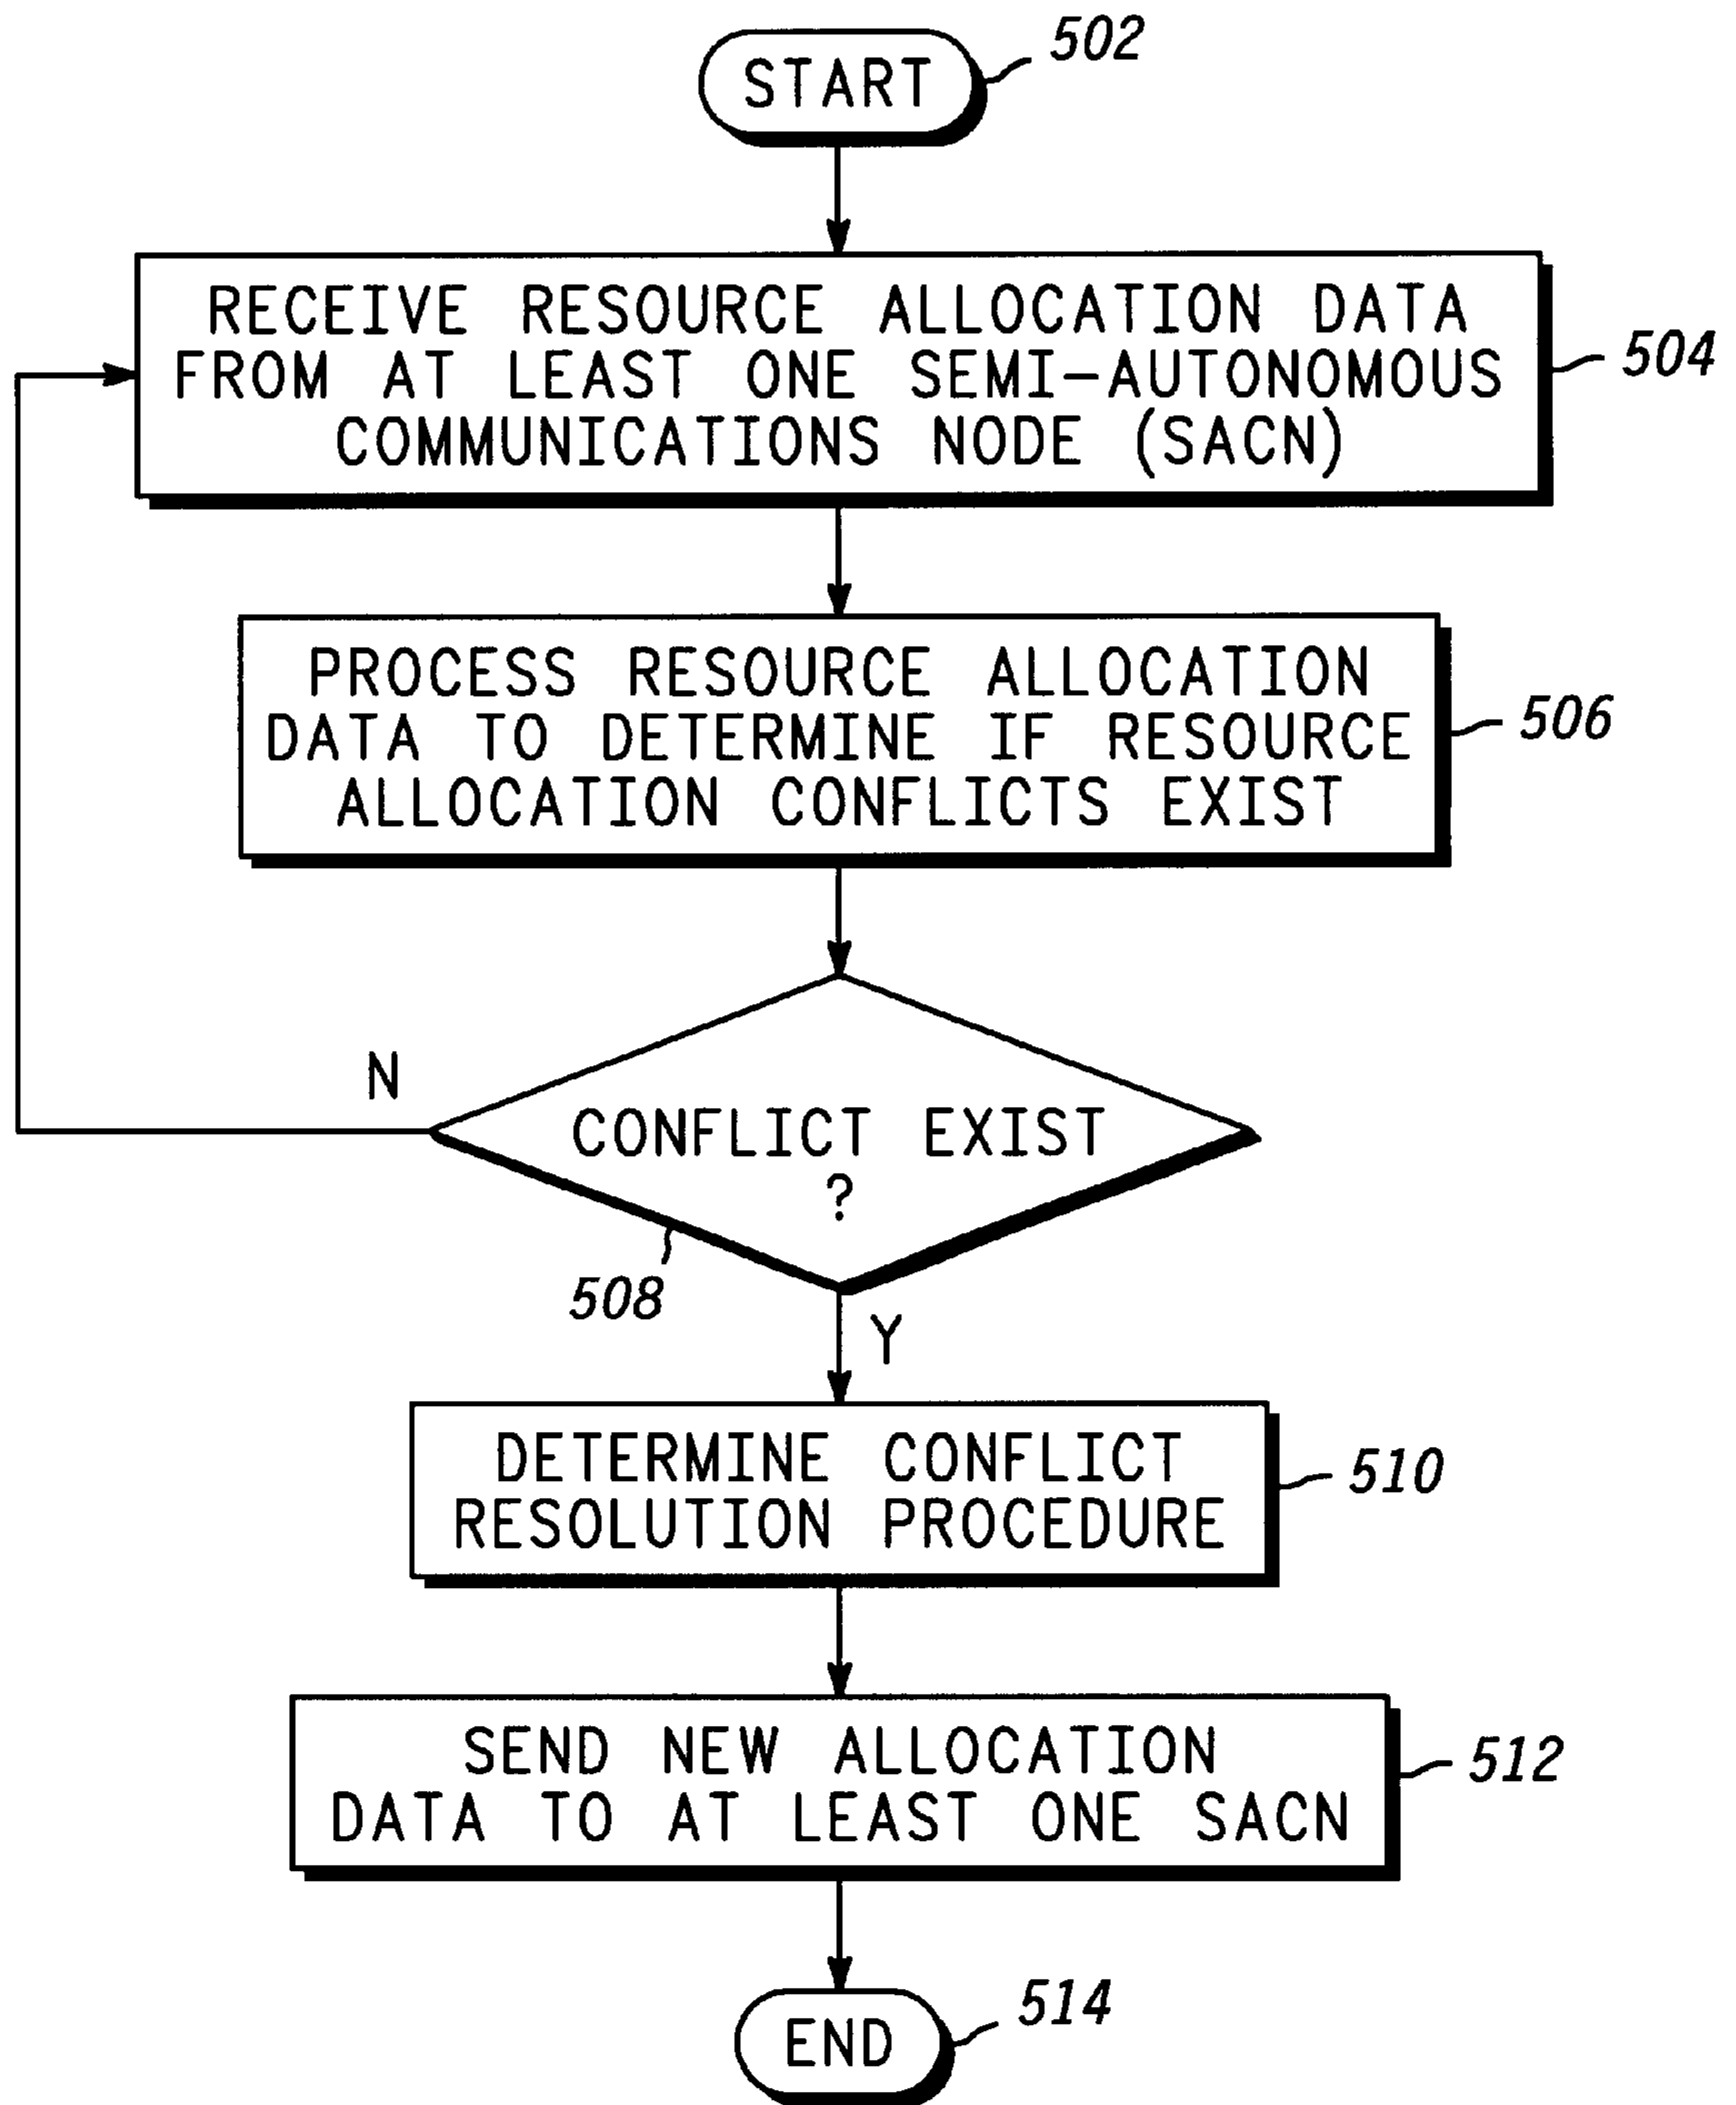 START
502
RECEIVE RESOURCE ALLOCATION DATA
FROM AT LEAST ONE SEMI-AUTONOMOUS
COMMUNICATIONS NODE (SACN)
504
PROCESS RESOURCE ALLOCATION
DATA TO DETERMINE IF RESOURCE
ALLOCATION CONFLICTS EXIST
506
N
CONFLICT EXIST
?
508
Y
DETERMINE CONFLICT
RESOLUTION PROCEDURE
510
SEND NEW ALLOCATION
DATA TO AT LEAST ONE SACN
512
END
514